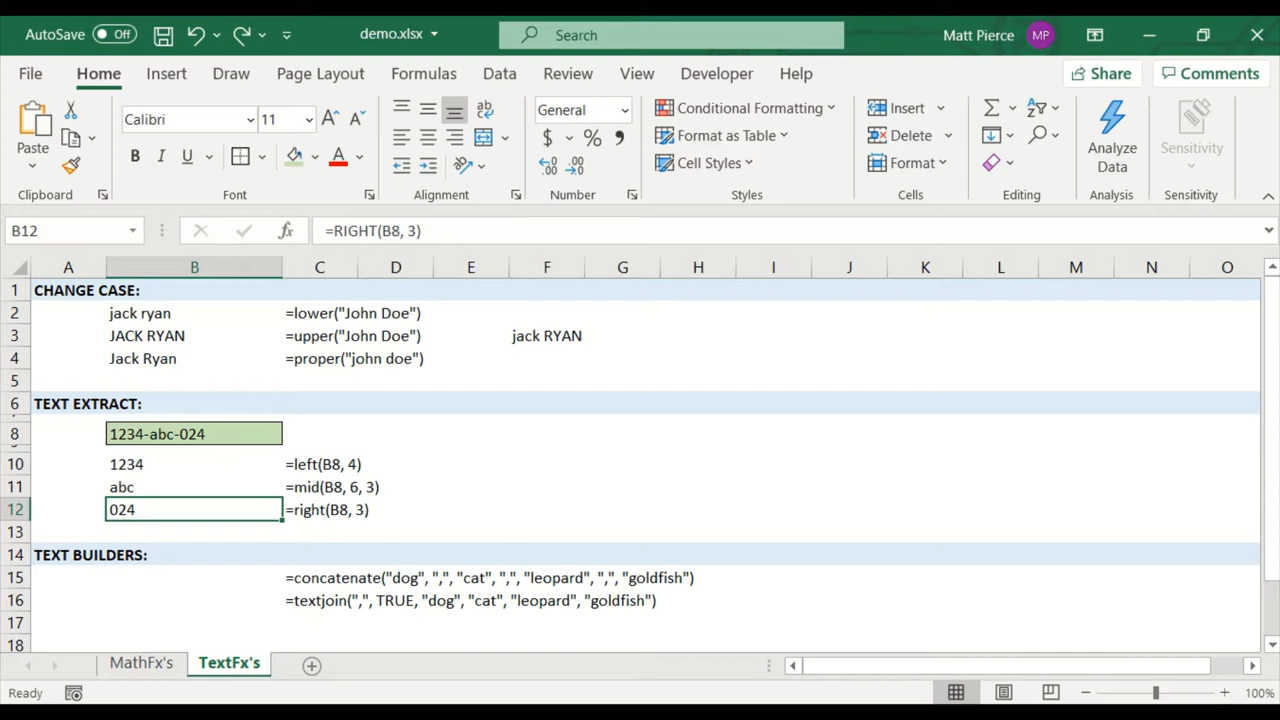 AutoSave Off demo.xlsx Search Matt Pierce MP
File Home Insert Draw Page Layout Formulas Data Review View Developer Help Share Comments
Paste
Calibri 11
B I U A
General
$ % ,
Conditional Formatting
Format as Table
Cell Styles
Insert
Delete
Format
Analyze
Data
Sensitivity
Clipboard Font Alignment Number Styles Cells Editing Analysis Sensitivity
B12 fx =RIGHT(B8, 3)
A B C D E F G H I J K L M N O
1 CHANGE CASE:
2 jack ryan =lower("John Doe")
3 JACK RYAN =upper("John Doe") jack RYAN
4 Jack Ryan =proper("john doe")
5
6 TEXT EXTRACT:
8 1234-abc-024
10 1234 =left(B8, 4)
11 abc =mid(B8, 6, 3)
12 024 =right(B8, 3)
13
14 TEXT BUILDERS:
15 =concatenate("dog", ",", "cat", ",", "leopard", ",", "goldfish")
16 =textjoin(",", TRUE, "dog", "cat", "leopard", "goldfish")
17
18
MathFx's TextFx's
Ready 100%